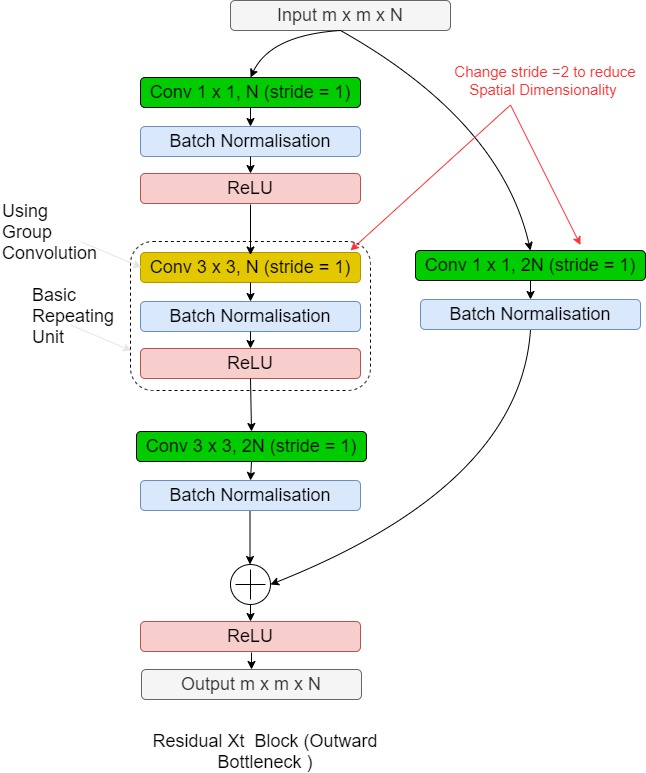 Input m x m x N
Change stride =2 to reduce
Spatial Dimensionality
Conv 1 x 1, N (stride = 1)
Batch Normalisation
ReLU
Using
Group
Convolution
Conv 3 x 3, N (stride = 1)
Conv 1 x 1, 2N (stride = 1)
Basic
Repeating
Unit
Batch Normalisation
Batch Normalisation
ReLU
Conv 3 x 3, 2N (stride = 1)
Batch Normalisation
ReLU
Output m x m x N
Residual Xt Block (Outward
Bottleneck )